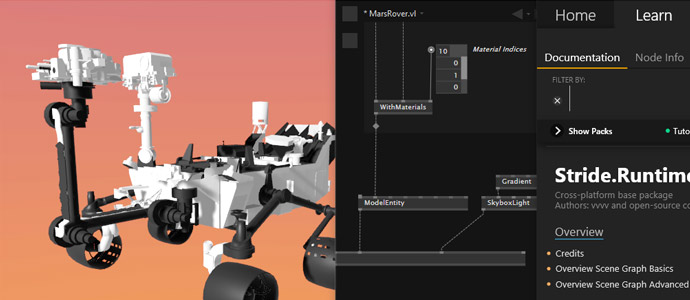 * MarsRover.vl
10
Material Indices
0
1
0
WithMaterials
Gradient
ModelEntity
SkyboxLight
Home
Learn
Documentation
Node Info
FILTER BY:
Show Packs
Tuto
Stride.Runtime
Cross-platform base package
Authors: vvvv and open-source co
Overview
Credits
Overview Scene Graph Basics
Overview Scene Graph Advanced